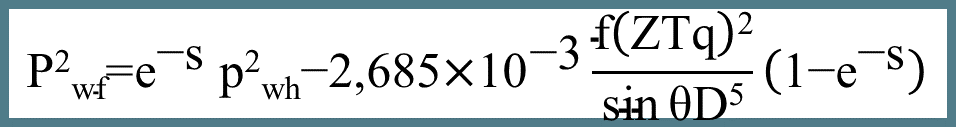 P²wf=e⁻ˢ p²wh−2,685×10⁻³ f(ZTq)²/sin θD⁵ (1−e⁻ˢ)